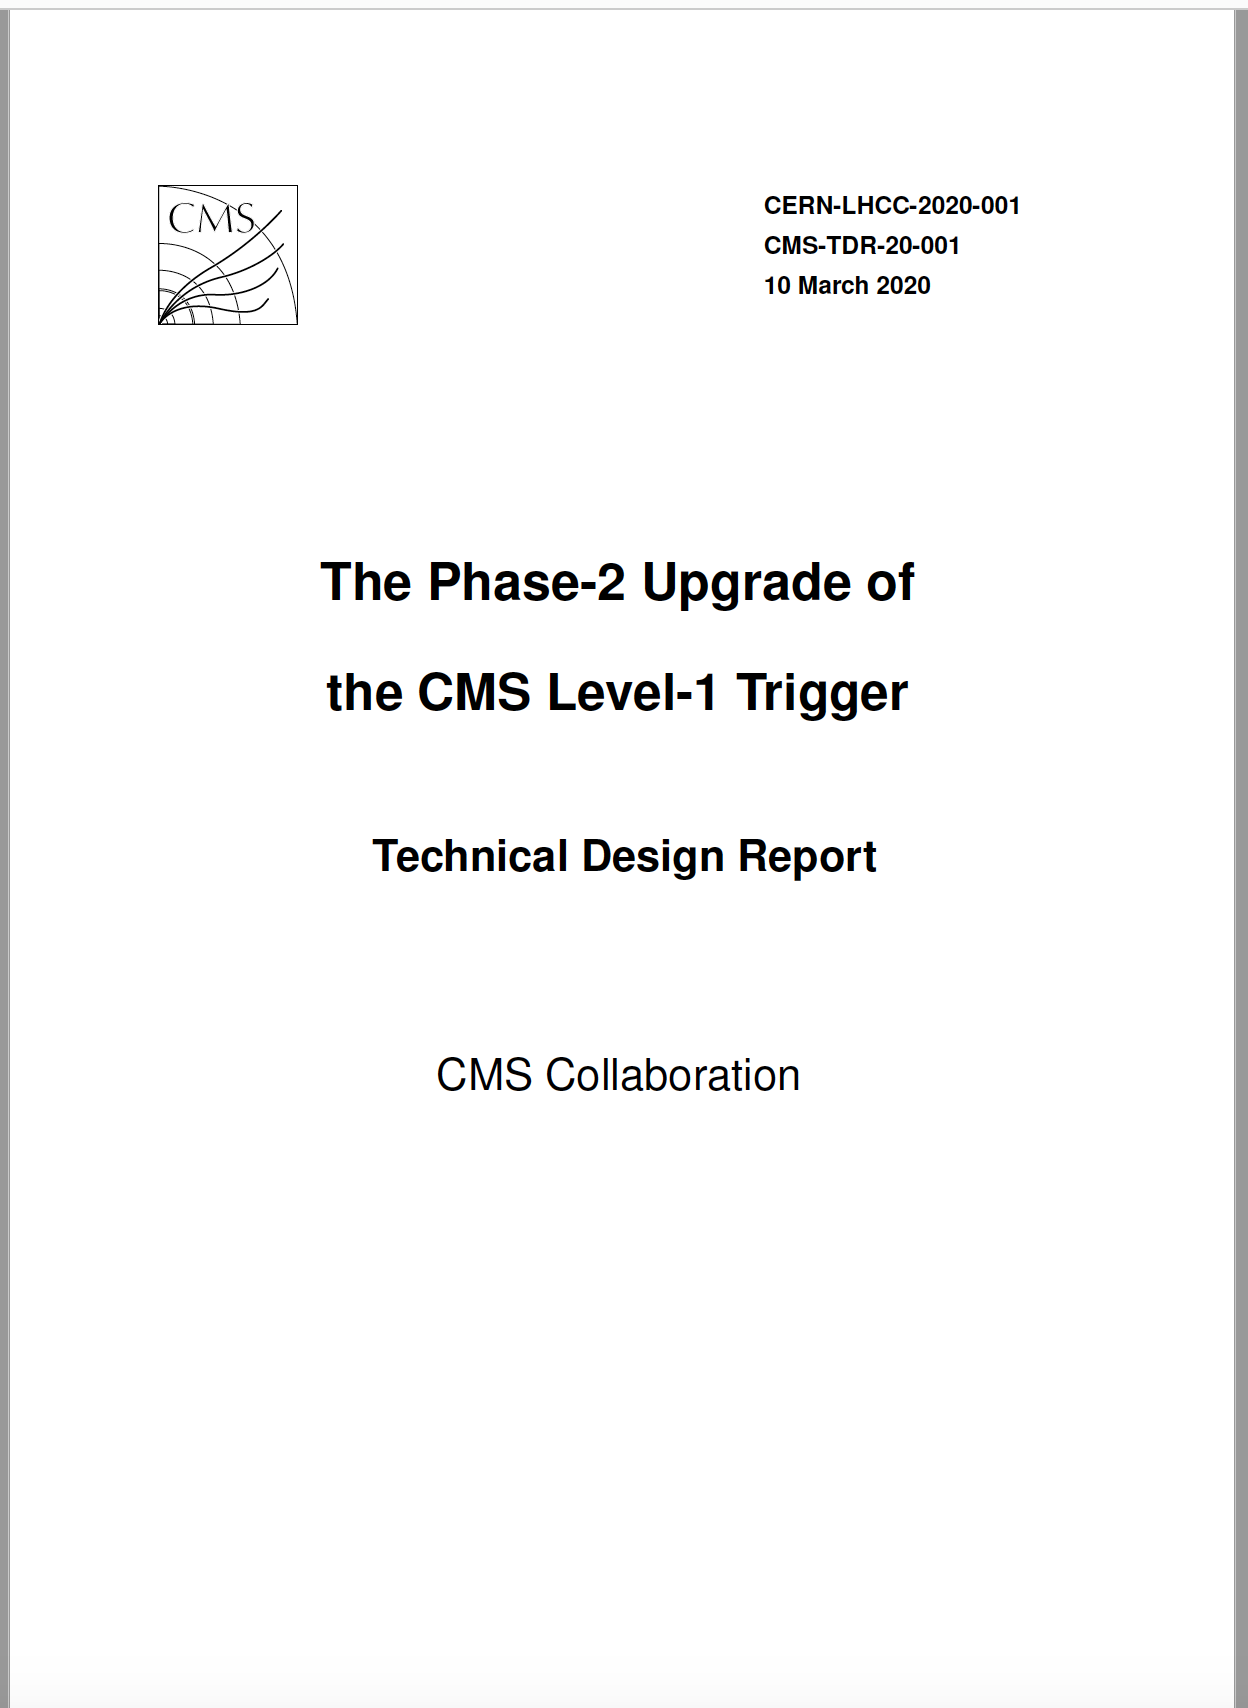 CMS
CERN-LHCC-2020-001
CMS-TDR-20-001
10 March 2020
The Phase-2 Upgrade of
the CMS Level-1 Trigger
Technical Design Report
CMS Collaboration